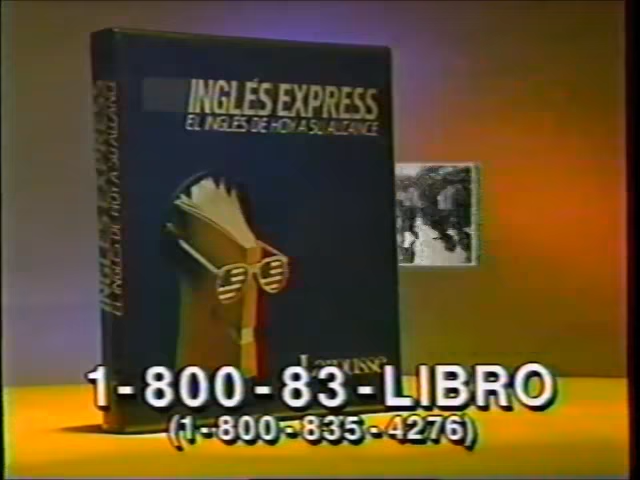 INGLÉS EXPRESS
EL INGLÉS DE HOY A SU ALCANCE
INGLÉS EXPRESS
EL INGLÉS DE HOY A SU ALCANCE
Larousse
1-800-83-LIBRO
(1-800-835-4276)